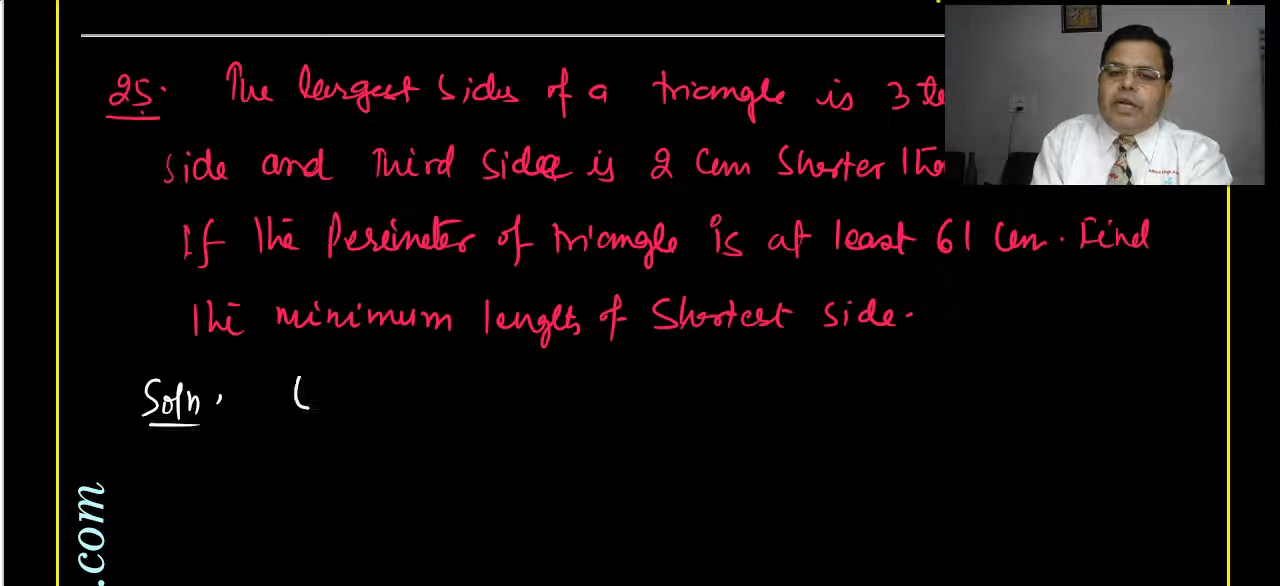 25. The largest sides of a triangle is 3
side and Third side is 2 cm shorter
If the Perimeter of triangle is at least 61 cm. Find
The minimum length of shortest side.
Soln.
.com